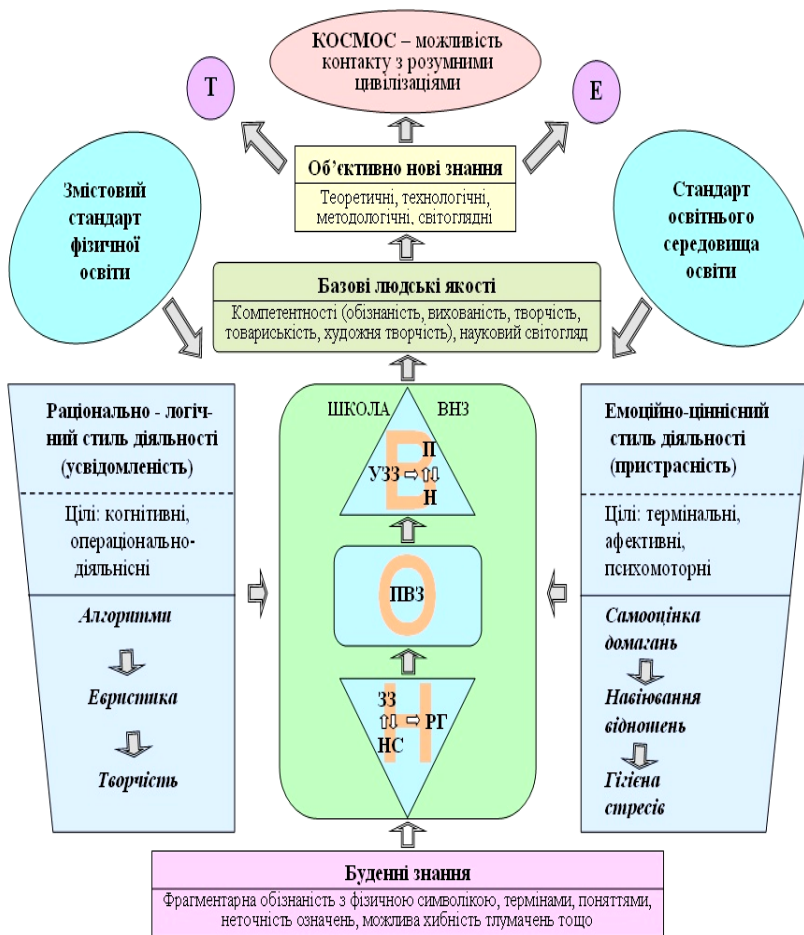 КОСМОС – можливість
контакту з розумними
цивілізаціями
Т
Е
Змістовий
стандарт
фізичної
освіти
Об’єктивно нові знання
Теоретичні, технологічні,
методологічні, світоглядні
Стандарт
освітнього
середовища
освіти
Базові людські якості
Компетентності (обізнаність, вихованість, творчість,
товариськість, художня творчість), науковий світогляд
Раціонально - логіч-
ний стиль діяльності
(усвідомленість)
Цілі: когнітивні,
операціонально-
діяльнісні
Алгоритми
Евристика
Творчість
ШКОЛА
ВНЗ
В
П
УЗЗ
Н
О
ПВЗ
Н
ЗЗ
РГ
НС
Емоційно-ціннісний
стиль діяльності
(пристрасність)
Цілі: термінальні,
афективні,
психомоторні
Самооцінка
домагань
Навіювання
відношень
Гігієна
стресів
Буденні знання
Фрагментарна обізнаність з фізичною символікою, термінами, поняттями,
неточність означень, можлива хибність тлумачень тощо